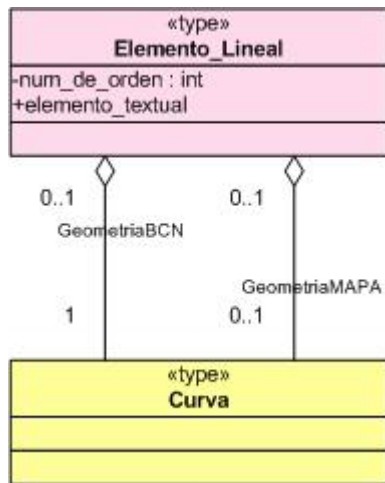 «type»
Elemento_Lineal
-num_de_orden : int
+elemento_textual
0..1
0..1
GeometriaBCN
GeometriaMAPA
1
0..1
«type»
Curva